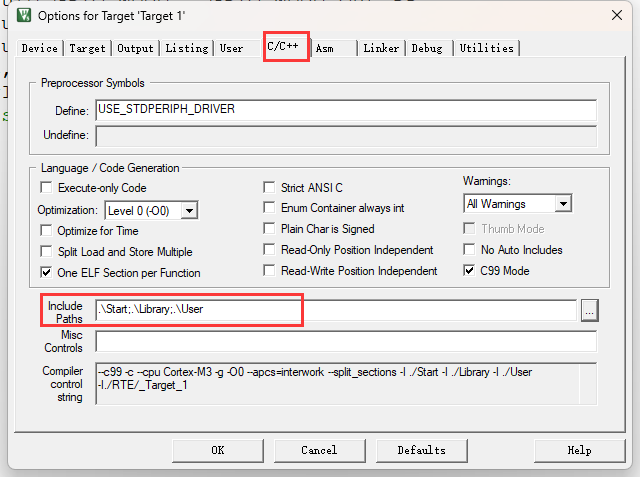 Options for Target 'Target 1'
Device Target Output Listing User C/C++ Asm Linker Debug Utilities
Preprocessor Symbols
Define: USE_STDPERIPH_DRIVER
Undefine:
Language / Code Generation
Execute-only Code
Strict ANSI C
Warnings:
Optimization: Level 0 (-O0)
Enum Container always int
All Warnings
Optimize for Time
Plain Char is Signed
Thumb Mode
Split Load and Store Multiple
Read-Only Position Independent
No Auto Includes
One ELF Section per Function
Read-Write Position Independent
C99 Mode
Include Paths
.\Start;.\Library;.\User
...
Misc Controls
Compiler control string
--c99 -c --cpu Cortex-M3 -g -O0 --apcs=interwork --split_sections -I ./Start -I ./Library -I ./User
-I./RTE/_Target_1
OK Cancel Defaults Help